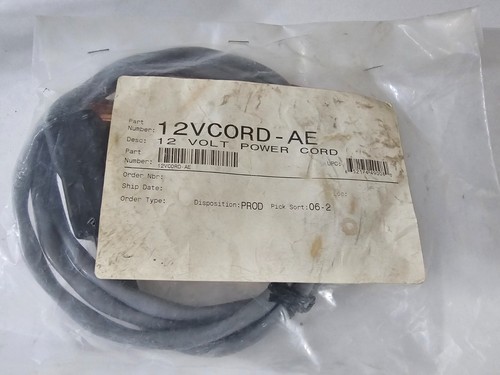 Part
Number: 12VCORD-AE
Desc: 12 VOLT POWER CORD
Part
Number: 12VCORD-AE
UPC:
Order Nbr:
Ship Date:
Order Type: Disposition: PROD Pick Sort: 06-2